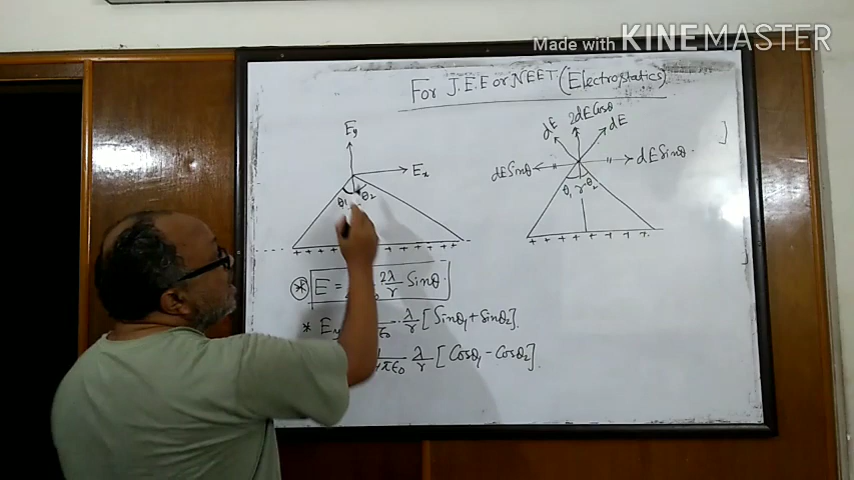 Made with KINEMASTER
For J.E.E or NEET (Electrostatics)
Ey
Ex
θ1 θ2
+ + + + + + + + + + + +
dE 2dE Cosθ dE
dE Sinθ dE Sinθ
θ1 r θ2
+ + + + + + + +
* E = 2λ/r Sinθ
* E λ/r [Sinθ1 + Sinθ2].
πε0 λ/r [Cosθ1 - Cosθ2].